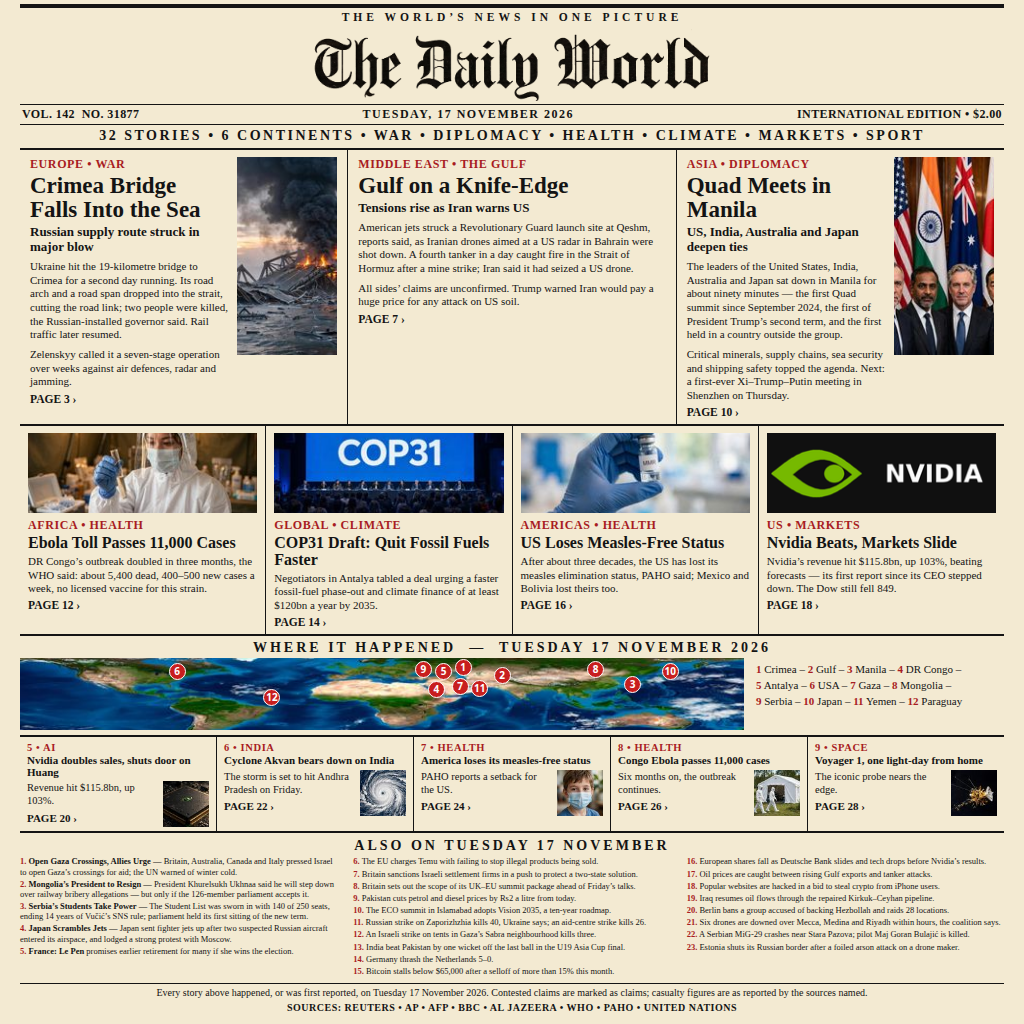 THE WORLD'S NEWS IN ONE PICTURE
The Daily World
VOL. 142 NO. 31877
TUESDAY, 17 NOVEMBER 2026
INTERNATIONAL EDITION • $2.00
32 STORIES • 6 CONTINENTS • WAR • DIPLOMACY • HEALTH • CLIMATE • MARKETS • SPORT
EUROPE • WAR
Crimea Bridge
Falls Into the Sea
Russian supply route struck in
major blow
Ukraine hit the 19-kilometre bridge to
Crimea for a second day running. Its road
arch and a road span dropped into the strait,
cutting the road link; two people were killed,
the Russian-installed governor said. Rail
traffic later resumed.
Zelenskyy called it a seven-stage operation
over weeks against air defences, radar and
jamming.
PAGE 3 ›
MIDDLE EAST • THE GULF
Gulf on a Knife-Edge
Tensions rise as Iran warns US
American jets struck a Revolutionary Guard launch site at Qeshm,
reports said, as Iranian drones aimed at a US radar in Bahrain were
shot down. A fourth tanker in a day caught fire in the Strait of
Hormuz after a mine strike; Iran said it had seized a US drone.
All sides' claims are unconfirmed. Trump warned Iran would pay a
huge price for any attack on US soil.
PAGE 7 ›
ASIA • DIPLOMACY
Quad Meets in
Manila
US, India, Australia and Japan
deepen ties
The leaders of the United States, India,
Australia and Japan sat down in Manila for
about ninety minutes — the first Quad
summit since September 2024, the first of
President Trump's second term, and the first
held in a country outside the group.
Critical minerals, supply chains, sea security
and shipping safety topped the agenda. Next:
a first-ever Xi–Trump–Putin meeting in
Shenzhen on Thursday.
PAGE 10 ›
AFRICA • HEALTH
Ebola Toll Passes 11,000 Cases
DR Congo's outbreak doubled in three months, the
WHO said: about 5,400 dead, 400–500 new cases a
week, no licensed vaccine for this strain.
PAGE 12 ›
COP31
GLOBAL • CLIMATE
COP31 Draft: Quit Fossil Fuels
Faster
Negotiators in Antalya tabled a deal urging a faster
fossil-fuel phase-out and climate finance of at least
$120bn a year by 2035.
PAGE 14 ›
AMERICAS • HEALTH
US Loses Measles-Free Status
After about three decades, the US has lost its
measles elimination status, PAHO said; Mexico and
Bolivia lost theirs too.
PAGE 16 ›
NVIDIA
US • MARKETS
Nvidia Beats, Markets Slide
Nvidia's revenue hit $115.8bn, up 103%, beating
forecasts — its first report since its CEO stepped
down. The Dow still fell 849.
PAGE 18 ›
WHERE IT HAPPENED — TUESDAY 17 NOVEMBER 2026
6
12
9
5
1
4
7
11
2
8
3
10
1 Crimea – 2 Gulf – 3 Manila – 4 DR Congo –
5 Antalya – 6 USA – 7 Gaza – 8 Mongolia –
9 Serbia – 10 Japan – 11 Yemen – 12 Paraguay
5 • AI
Nvidia doubles sales, shuts door on
Huang
Revenue hit $115.8bn, up
103%.
PAGE 20 ›
6 • INDIA
Cyclone Akvan bears down on India
The storm is set to hit Andhra
Pradesh on Friday.
PAGE 22 ›
7 • HEALTH
America loses its measles-free status
PAHO reports a setback for
the US.
PAGE 24 ›
8 • HEALTH
Congo Ebola passes 11,000 cases
Six months on, the outbreak
continues.
PAGE 26 ›
9 • SPACE
Voyager 1, one light-day from home
The iconic probe nears the
edge.
PAGE 28 ›
ALSO ON TUESDAY 17 NOVEMBER
1. Open Gaza Crossings, Allies Urge — Britain, Australia, Canada and Italy pressed Israel
to open Gaza's crossings for aid; the UN warned of winter cold.
2. Mongolia's President to Resign — President Khurelsukh Ukhnaa said he will step down
over railway bribery allegations — but only if the 126-member parliament accepts it.
3. Serbia's Students Take Power — The Student List was sworn in with 140 of 250 seats,
ending 14 years of Vučić's SNS rule; parliament held its first sitting of the new term.
4. Japan Scrambles Jets — Japan sent fighter jets up after two suspected Russian aircraft
entered its airspace, and lodged a strong protest with Moscow.
5. France: Le Pen promises earlier retirement for many if she wins the election.
6. The EU charges Temu with failing to stop illegal products being sold.
7. Britain sanctions Israeli settlement firms in a push to protect a two-state solution.
8. Britain sets out the scope of its UK–EU summit package ahead of Friday's talks.
9. Pakistan cuts petrol and diesel prices by Rs2 a litre from today.
10. The ECO summit in Islamabad adopts Vision 2035, a ten-year roadmap.
11. Russian strike on Zaporizhzhia kills 40, Ukraine says; an aid-centre strike kills 26.
12. An Israeli strike on tents in Gaza's Sabra neighbourhood kills three.
13. India beat Pakistan by one wicket off the last ball in the U19 Asia Cup final.
14. Germany thrash the Netherlands 5–0.
15. Bitcoin stalls below $65,000 after a selloff of more than 15% this month.
16. European shares fall as Deutsche Bank slides and tech drops before Nvidia's results.
17. Oil prices are caught between rising Gulf exports and tanker attacks.
18. Popular websites are hacked in a bid to steal crypto from iPhone users.
19. Iraq resumes oil flows through the repaired Kirkuk–Ceyhan pipeline.
20. Berlin bans a group accused of backing Hezbollah and raids 28 locations.
21. Six drones are downed over Mecca, Medina and Riyadh within hours, the coalition says.
22. A Serbian MiG-29 crashes near Stara Pazova; pilot Maj Goran Bulajić is killed.
23. Estonia shuts its Russian border after a foiled arson attack on a drone maker.
Every story above happened, or was first reported, on Tuesday 17 November 2026. Contested claims are marked as claims; casualty figures are as reported by the sources named.
SOURCES: REUTERS • AP • AFP • BBC • AL JAZEERA • WHO • PAHO • UNITED NATIONS